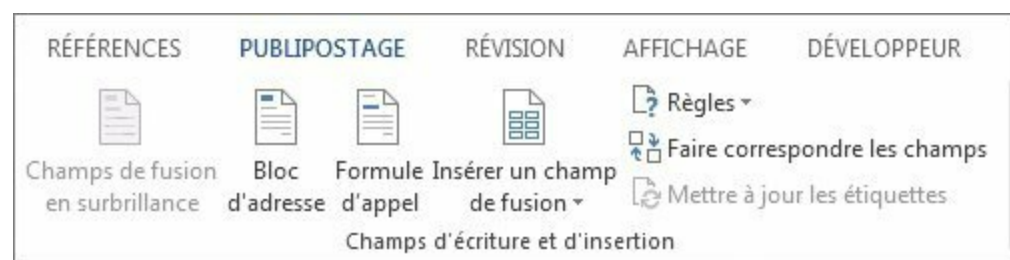 RÉFÉRENCES PUBLIPOSTAGE RÉVISION AFFICHAGE DÉVELOPPEUR
Champs de fusion
en surbrillance
Bloc
d'adresse
Formule
d'appel
Insérer un champ
de fusion
Règles
Faire correspondre les champs
Mettre à jour les étiquettes
Champs d'écriture et d'insertion